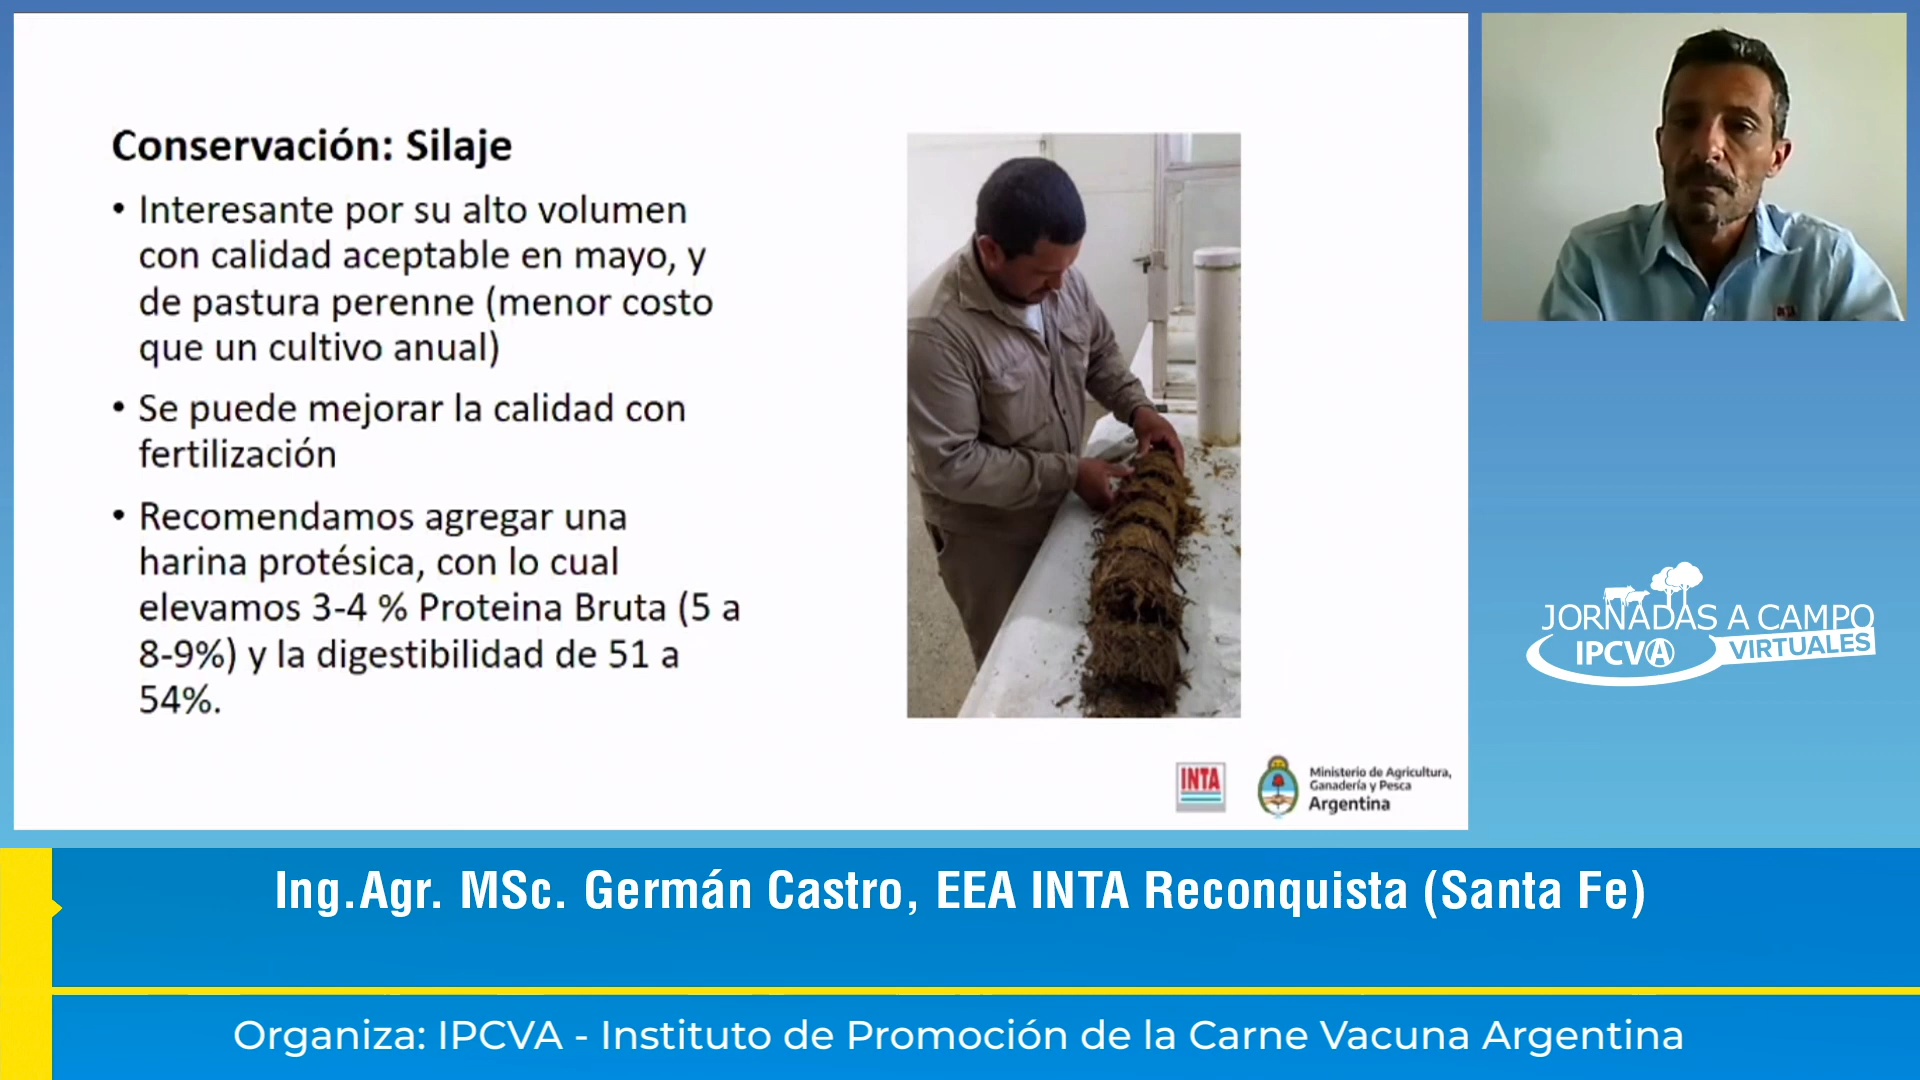 Conservación: Silaje
• Interesante por su alto volumen
con calidad aceptable en mayo, y
de pastura perenne (menor costo
que un cultivo anual)
• Se puede mejorar la calidad con
fertilización
• Recomendamos agregar una
harina protésica, con lo cual
elevamos 3-4 % Proteina Bruta (5 a
8-9%) y la digestibilidad de 51 a
54%.
INTA
Ministerio de Agricultura,
Ganadería y Pesca
Argentina
INTA
JORNADAS A CAMPO
IPCVA VIRTUALES
Ing.Agr. MSc. Germán Castro, EEA INTA Reconquista (Santa Fe)
Organiza: IPCVA - Instituto de Promoción de la Carne Vacuna Argentina